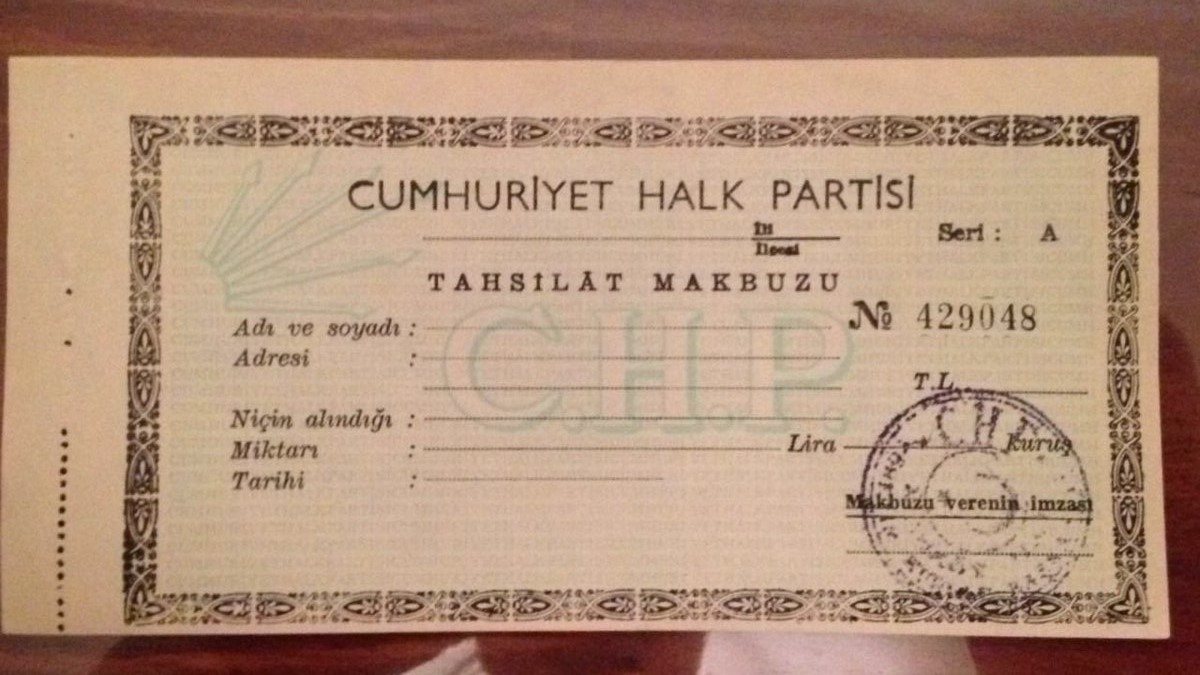 CUMHURİYET HALK PARTİSİ
İli
İlçesi
Seri : A
TAHSİLÂT MAKBUZU
№ 429048
Adı ve soyadı :
Adresi :
C.H.P.
T.L.
Niçin alındığı :
Miktarı : Lira kuruş
Tarihi :
Makbuzu verenin imzası
C.H.P.